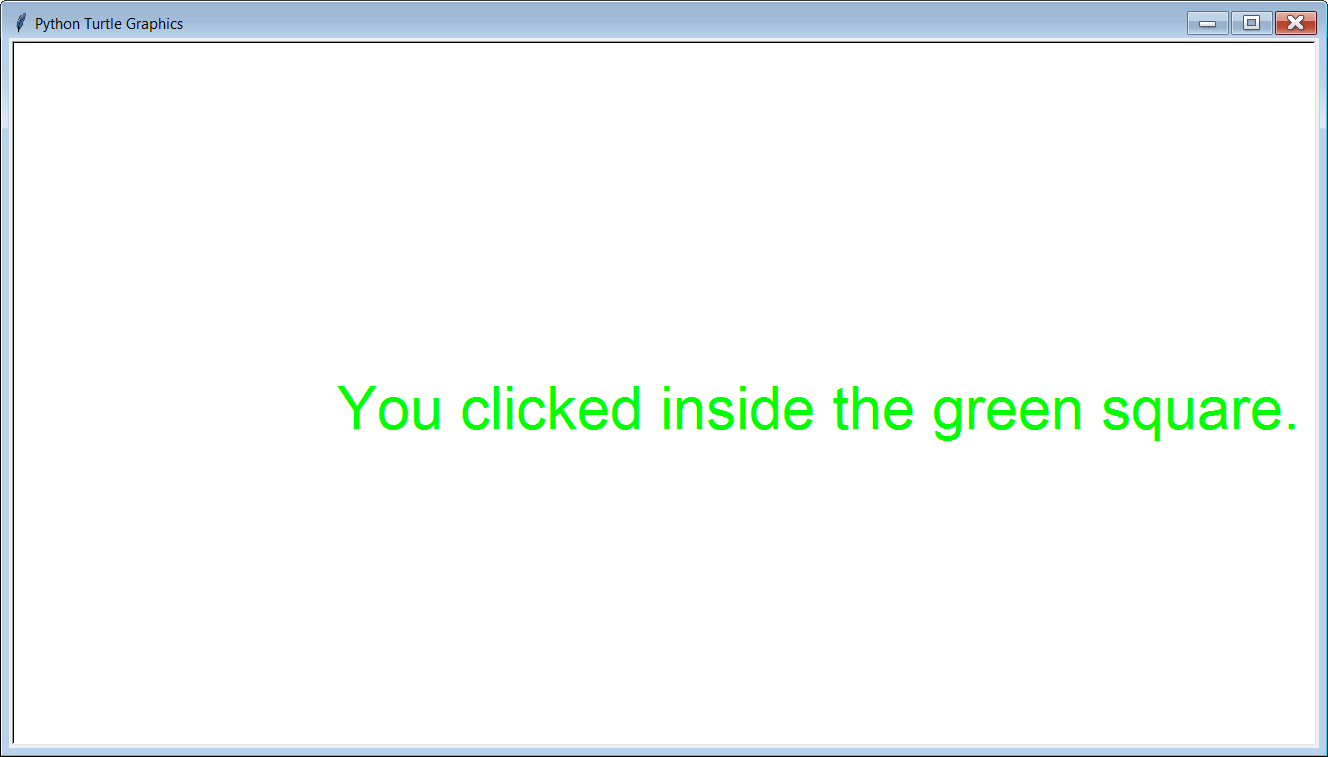 Python Turtle Graphics
You clicked inside the green square.